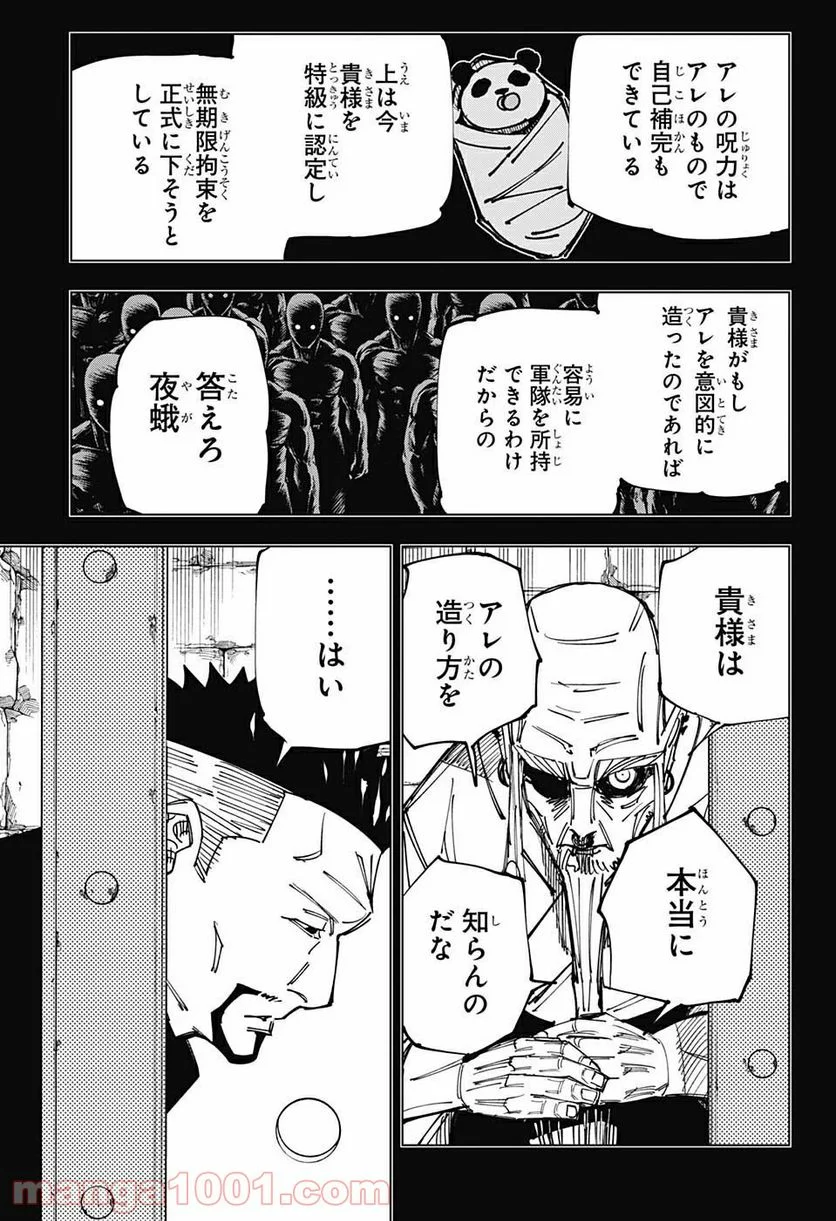 アレの呪力は
アレのもので
自己補完も
できている
上は今
貴様を
特級に認定し
無期限拘束を
正式に下そうと
している
貴様がもし
アレを意図的に
造ったのであれば
容易に
軍隊を所持
できるわけ
だからの
答えろ
夜蛾
貴様は
アレの
造り方を
本当に
知らんの
だな
……はい
manga1001.com